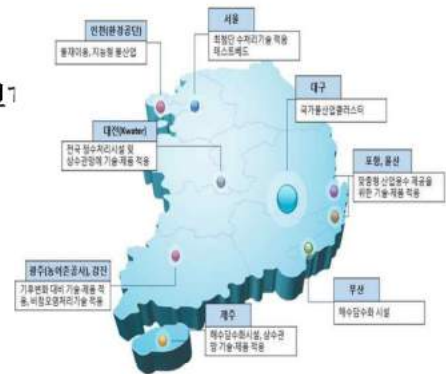 서울
최첨단 수처리기술 적용
테스트베드
인천(환경공단)
물재이용, 지능형 물산업
대구
국가물산업클러스터
대전(Kwater)
전국 정수처리시설 및
상수관망에 기술·제품 적용
포항, 울산
맞춤형 산업용수 제공을
위한 기술·제품 적용
광주(농어촌공사), 강진
기후변화 대비 기술·제품 적
용, 비점오염처리기술 적용
부산
해수담수화 시설
제주
해수담수화시설, 상수관
망 기술·제품 적용